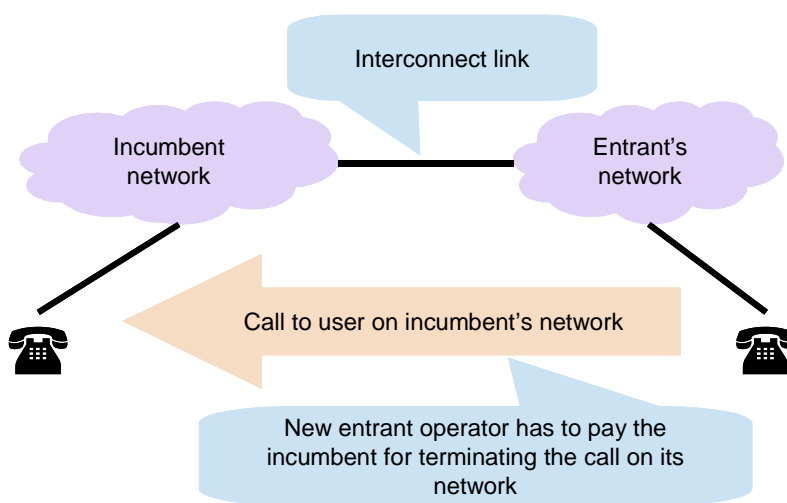 Interconnect link
Incumbent
network
Entrant’s
network
Call to user on incumbent’s network
New entrant operator has to pay the
incumbent for terminating the call on its
network